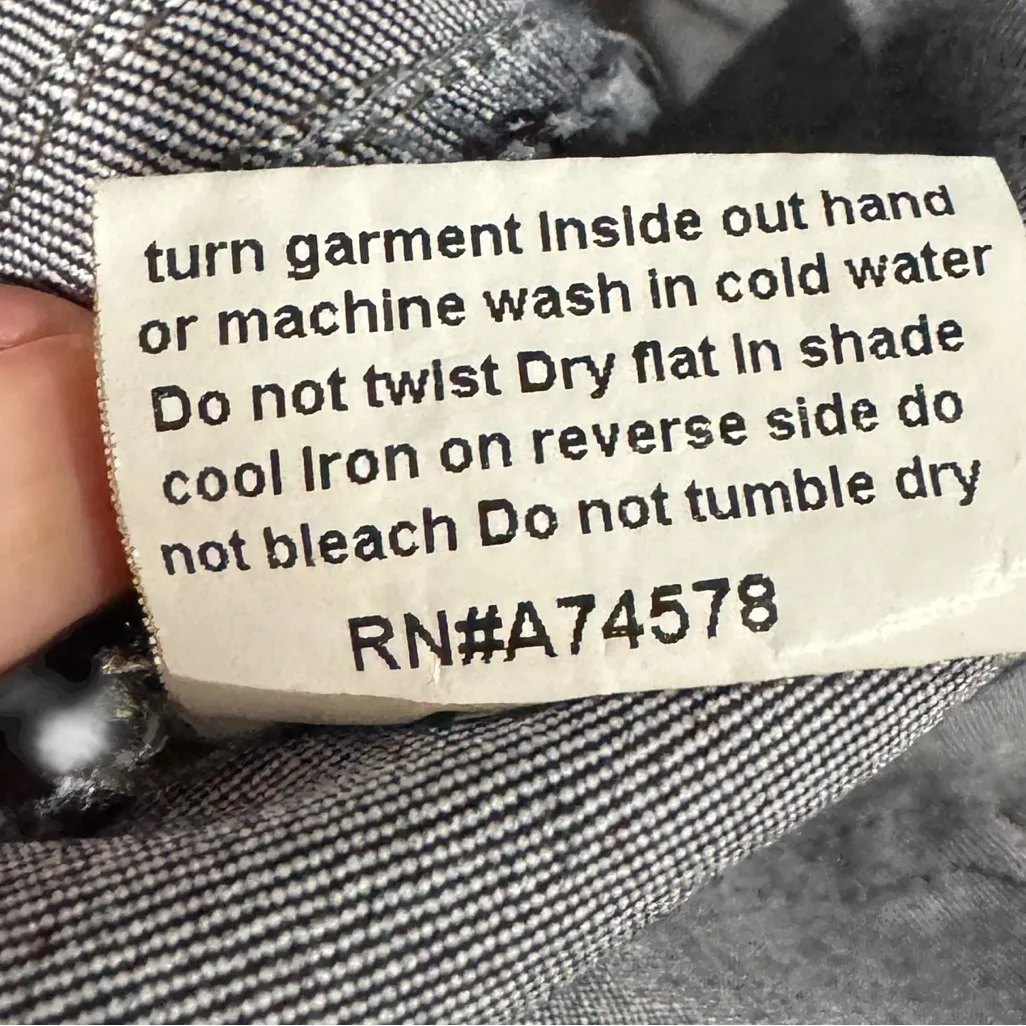 turn garment Inside out hand
or machine wash in cold water
Do not twist Dry flat In shade
cool Iron on reverse side do
not bleach Do not tumble dry
RN#A74578